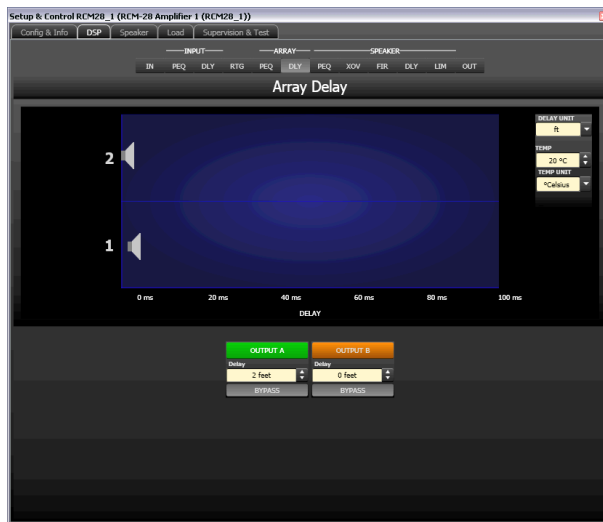 Setup & Control RCM28_1 (RCM-28 Amplifier 1 (RCM28_1))
Config & Info DSP Speaker Load Supervision & Test
INPUT ARRAY SPEAKER
IN PEQ DLY RTG PEQ DLY PEQ XOV FIR DLY LIM OUT
Array Delay
DELAY UNIT
ft
TEMP
20 ºC
TEMP UNIT
ºCelsius
2
1
0 ms 20 ms 40 ms 60 ms 80 ms 100 ms
DELAY
OUTPUT A OUTPUT B
Delay Delay
2 feet 0 feet
BYPASS BYPASS